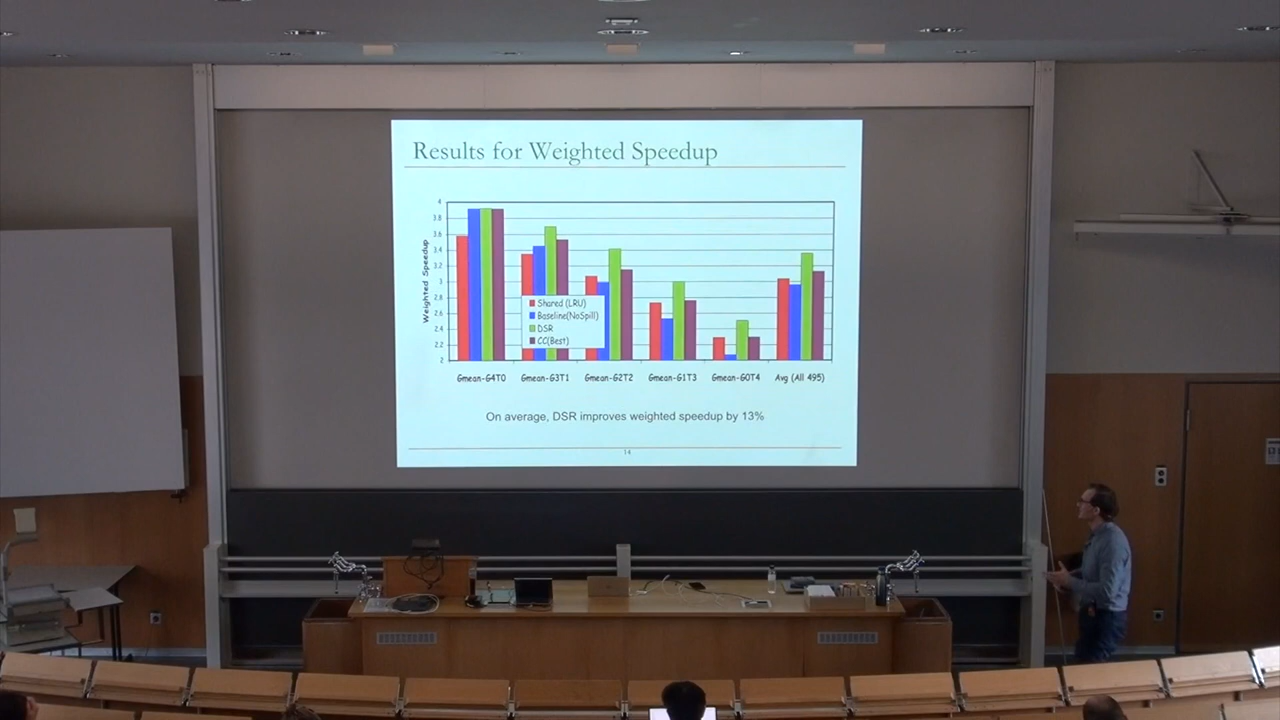 Results for Weighted Speedup
Weighted Speedup
4
3.8
3.6
3.4
3.2
3
2.8
2.6
2.4
2.2
2
Shared (LRU)
Baseline(NoSpill)
DSR
CC(Best)
Gmean-G4T0 Gmean-G3T1 Gmean-G2T2 Gmean-G1T3 Gmean-G0T4 Avg (All 495)
On average, DSR improves weighted speedup by 13%
14